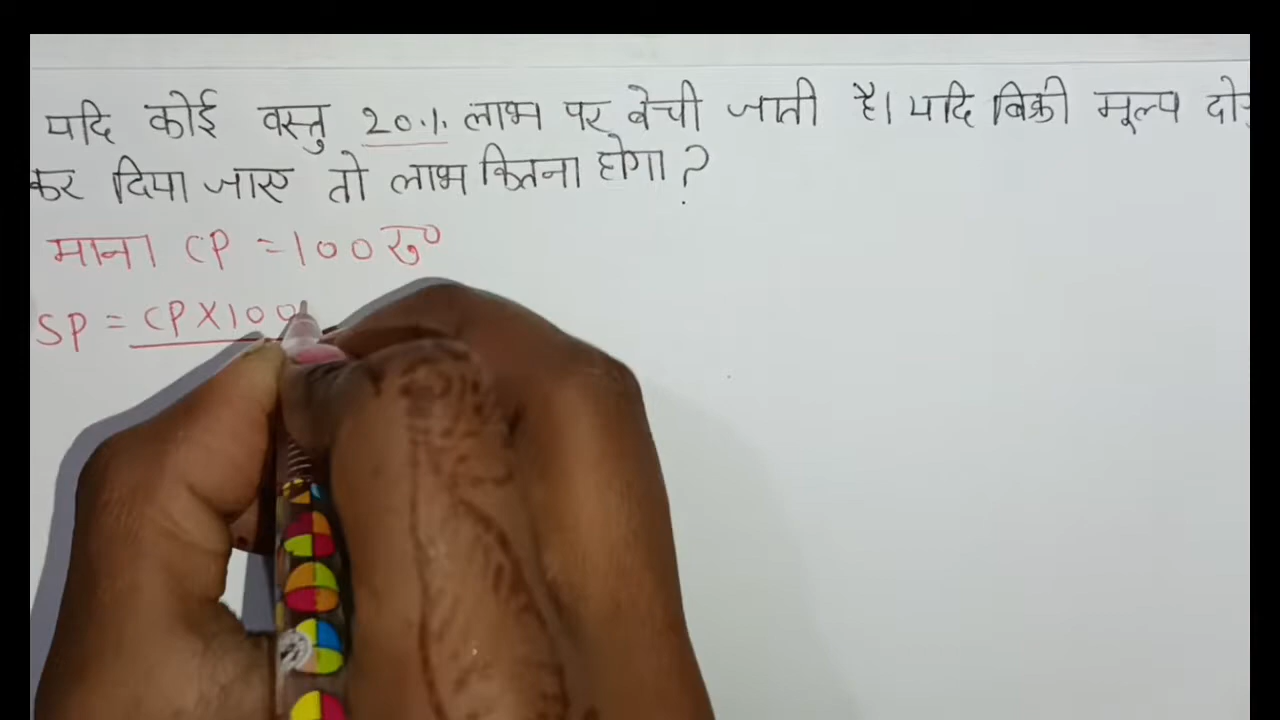 यदि कोई वस्तु 20% लाभ पर बेची जाती है। यदि बिक्री मूल्य
कर दिया जाए तो लाभ कितना होगा ?
माना CP = 100 रु०
SP = CP X 100